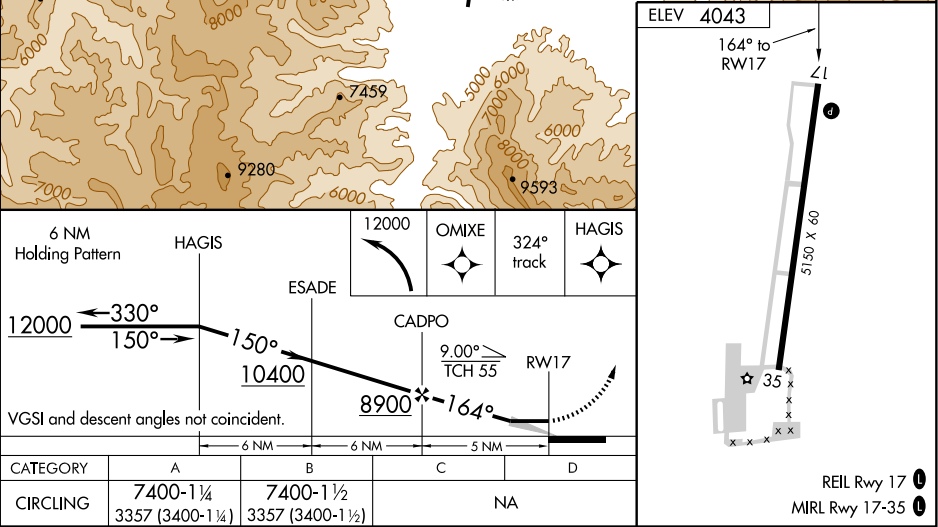 8000
6000
7459
9280
7000
6000
5000
6000
7000
6000
8000
9593
ELEV 4043
164° to
RW17
17
P
5150 X 60
35
REIL Rwy 17 L
MIRL Rwy 17-35 L
6 NM
Holding Pattern
HAGIS
ESADE
CADPO
RW17
12000
OMIXE
324°
track
HAGIS
12000
330°
150°
150°
10400
8900
164°
9.00°
TCH 55
VGSI and descent angles not coincident.
6 NM
6 NM
5 NM
CATEGORY A B C D
CIRCLING 7400-1¼ 7400-1½ NA
3357 (3400-1¼) 3357 (3400-1½)